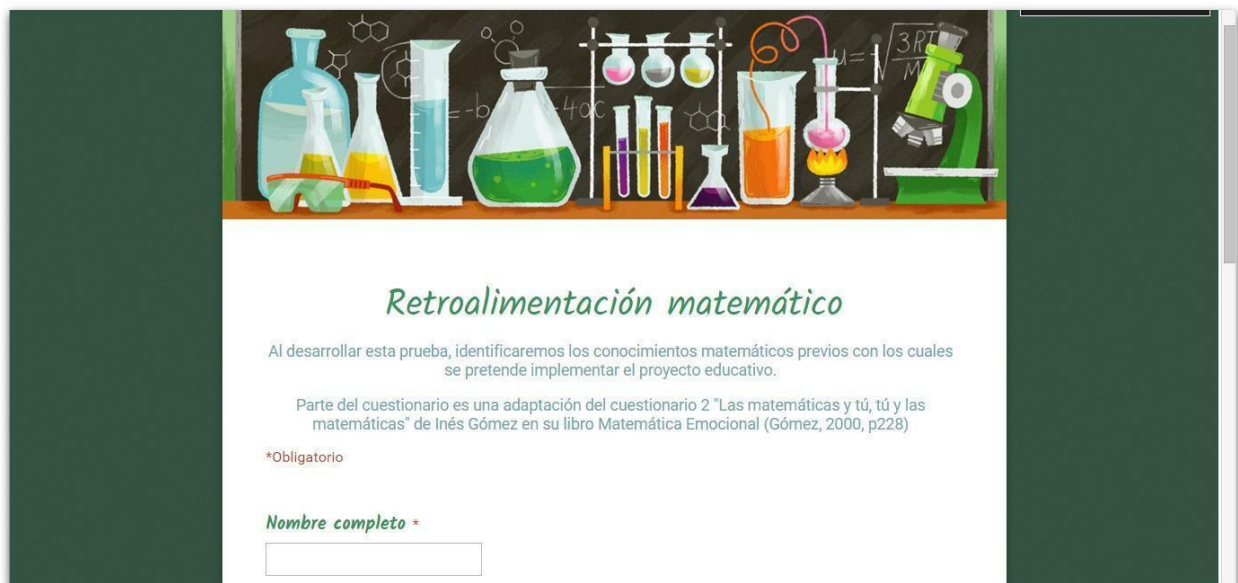 3RT
μ=√
M
=-b
-4ac
Retroalimentación matemático
Al desarrollar esta prueba, identificaremos los conocimientos matemáticos previos con los cuales
se pretende implementar el proyecto educativo.
Parte del cuestionario es una adaptación del cuestionario 2 "Las matemáticas y tú, tú y las
matemáticas" de Inés Gómez en su libro Matemática Emocional (Gómez, 2000, p228)
*Obligatorio
Nombre completo *